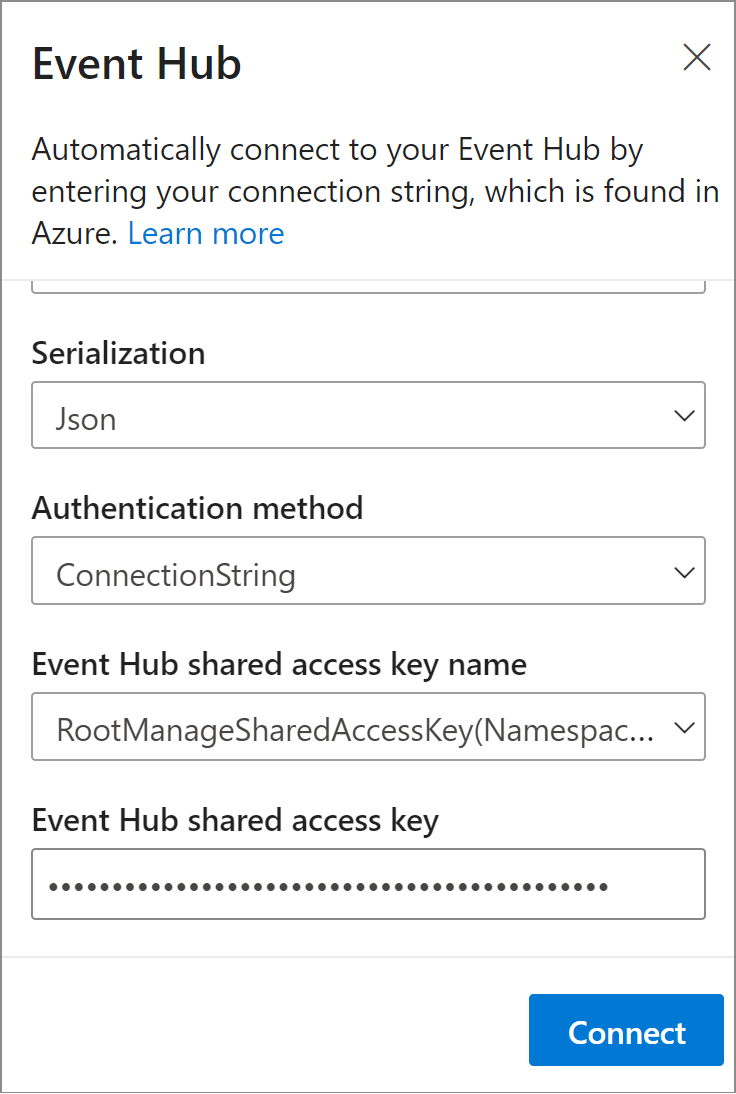 Event Hub
Automatically connect to your Event Hub by
entering your connection string, which is found in
Azure. Learn more
Serialization
Json
Authentication method
ConnectionString
Event Hub shared access key name
RootManageSharedAccessKey(Namespac...
Event Hub shared access key
••••••••••••••••••••••••••••••••••••••••••••
Connect